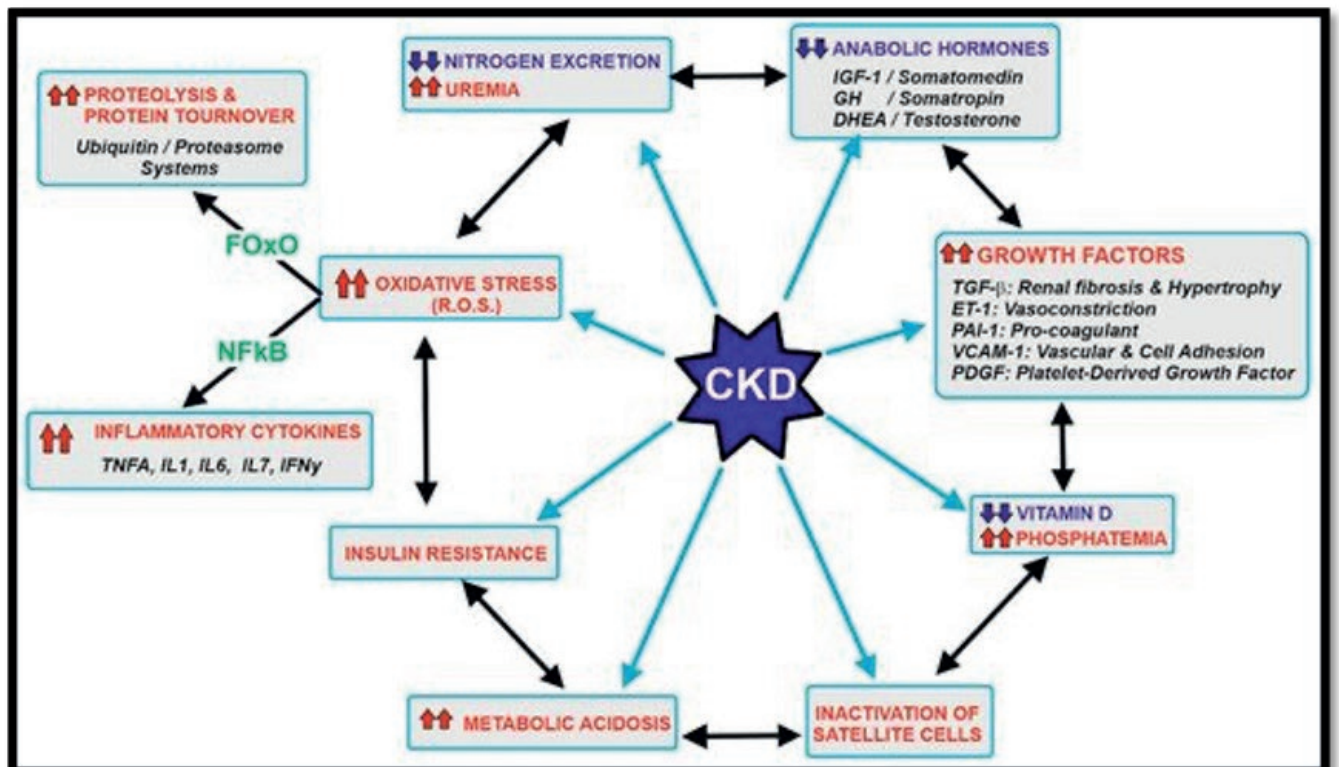 NITROGEN EXCRETION
UREMIA
ANABOLIC HORMONES
IGF-1 / Somatomedin
GH / Somatropin
DHEA / Testosterone
PROTEOLYSIS &
PROTEIN TOURNOVER
Ubiquitin / Proteasome
Systems
FOxO
OXIDATIVE STRESS
(R.O.S.)
NFkB
GROWTH FACTORS
TGF-β: Renal fibrosis & Hypertrophy
ET-1: Vasoconstriction
PAI-1: Pro-coagulant
VCAM-1: Vascular & Cell Adhesion
PDGF: Platelet-Derived Growth Factor
CKD
INFLAMMATORY CYTOKINES
TNFA, IL1, IL6, IL7, IFNy
INSULIN RESISTANCE
VITAMIN D
PHOSPHATEMIA
METABOLIC ACIDOSIS
INACTIVATION OF
SATELLITE CELLS